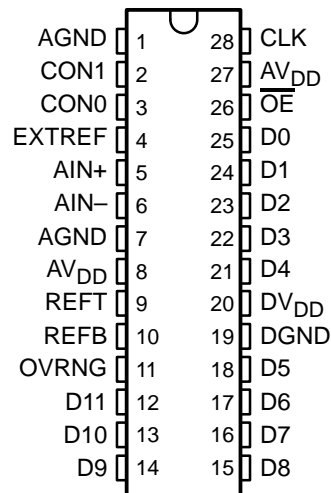 AGND 1 28 CLK
CON1 2 27 AVDD
CON0 3 26 OE
EXTREF 4 25 D0
AIN+ 5 24 D1
AIN– 6 23 D2
AGND 7 22 D3
AVDD 8 21 D4
REFT 9 20 DVDD
REFB 10 19 DGND
OVRNG 11 18 D5
D11 12 17 D6
D10 13 16 D7
D9 14 15 D8